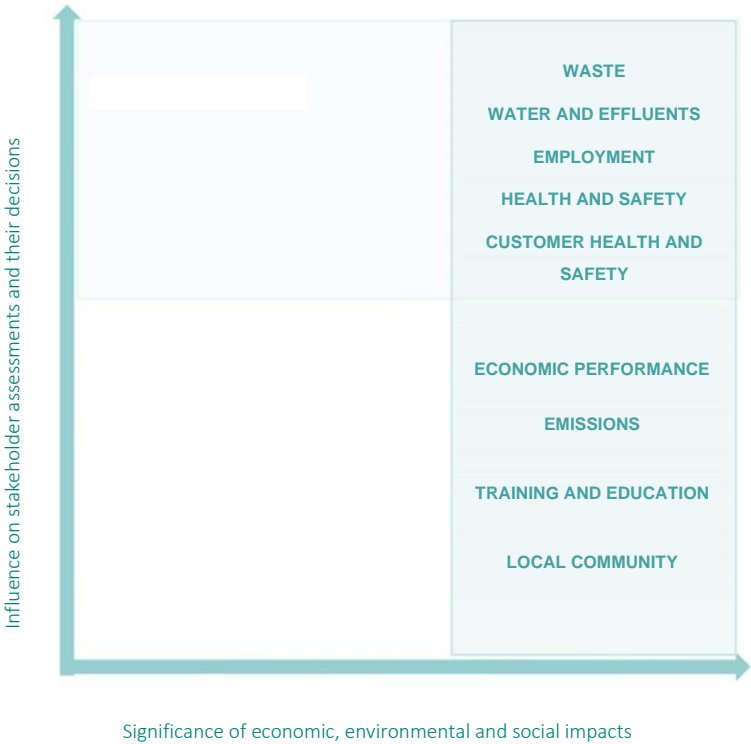 Influence on stakeholder assessments and their decisions
WASTE
WATER AND EFFLUENTS
EMPLOYMENT
HEALTH AND SAFETY
CUSTOMER HEALTH AND
SAFETY
ECONOMIC PERFORMANCE
EMISSIONS
TRAINING AND EDUCATION
LOCAL COMMUNITY
Significance of economic, environmental and social impacts